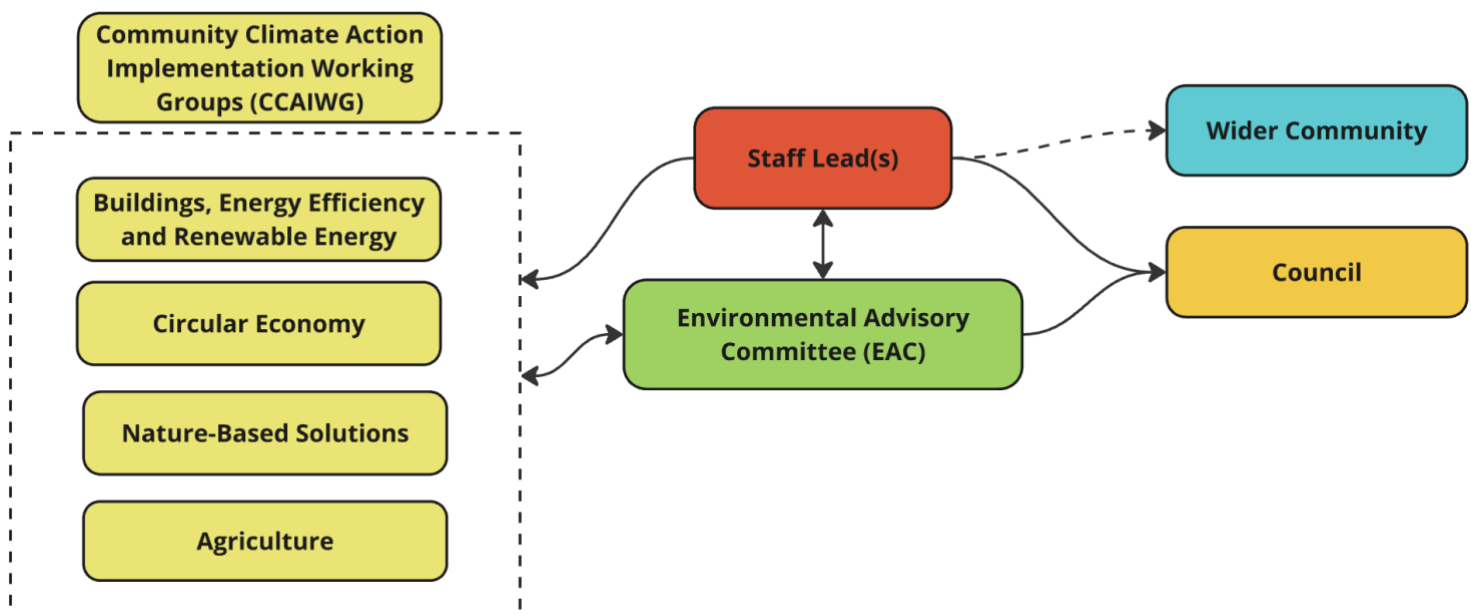 Community Climate Action
Implementation Working
Groups (CCAIWG)
Buildings, Energy Efficiency
and Renewable Energy
Circular Economy
Nature-Based Solutions
Agriculture
Staff Lead(s)
Environmental Advisory
Committee (EAC)
Wider Community
Council